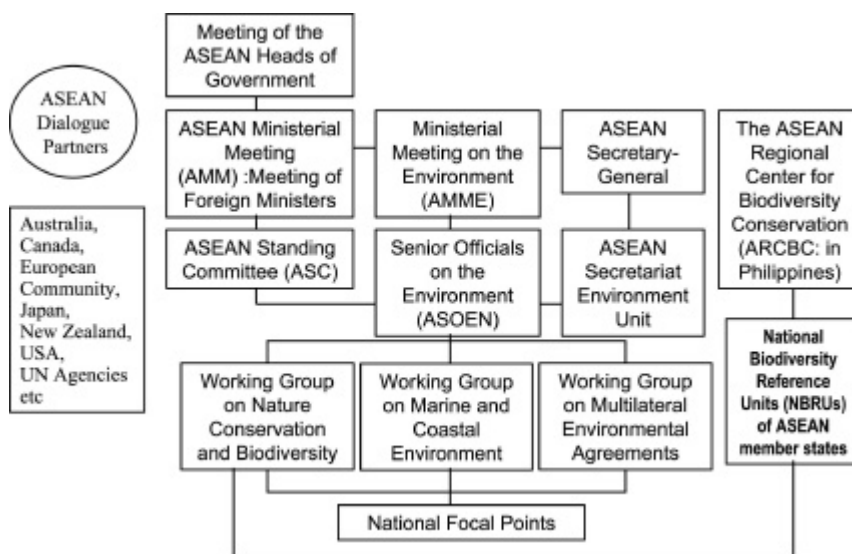 Meeting of the
ASEAN Heads of
Government
ASEAN
Dialogue
Partners
ASEAN Ministerial
Meeting
(AMM) :Meeting of
Foreign Ministers
Ministerial
Meeting on the
Environment
(AMME)
ASEAN
Secretary-
General
The ASEAN
Regional
Center for
Biodiversity
Conservation
(ARCBC: in
Philippines)
Australia,
Canada,
European
Community,
Japan,
New Zealand,
USA,
UN Agencies
etc
ASEAN Standing
Committee (ASC)
Senior Officials
on the
Environment
(ASOEN)
ASEAN
Secretariat
Environment
Unit
National
Biodiversity
Reference
Units (NBRUs)
of ASEAN
member states
Working Group
on Nature
Conservation
and Biodiversity
Working Group
on Marine and
Coastal
Environment
Working Group
on Multilateral
Environmental
Agreements
National Focal Points